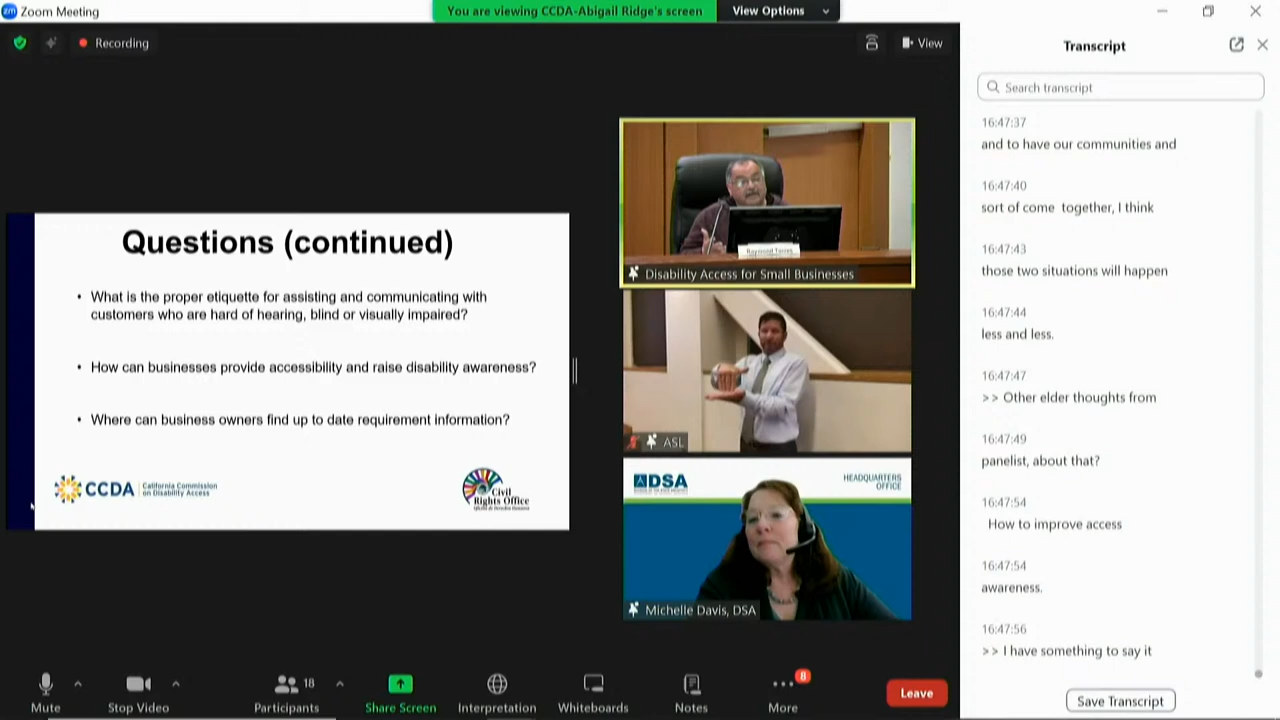 Zoom Meeting
You are viewing CCDA-Abigail Ridge's screen
View Options
Recording
View
Transcript
Search transcript
16:47:37
and to have our communities and
16:47:40
sort of come together, I think
16:47:43
those two situations will happen
16:47:44
less and less.
16:47:47
>> Other elder thoughts from
16:47:49
panelist, about that?
16:47:54
How to improve access
16:47:54
awareness.
16:47:56
>> I have something to say it
Save Transcript
Questions (continued)
• What is the proper etiquette for assisting and communicating with
customers who are hard of hearing, blind or visually impaired?
• How can businesses provide accessibility and raise disability awareness?
• Where can business owners find up to date requirement information?
CCDA
California Commission
on Disability Access
Civil
Rights Office
Disability Access for Small Businesses
ASL
DSA
HEADQUARTERS
OFFICE
Michelle Davis, DSA
Mute
Stop Video
18
Participants
Share Screen
Interpretation
Whiteboards
Notes
8
More
Leave